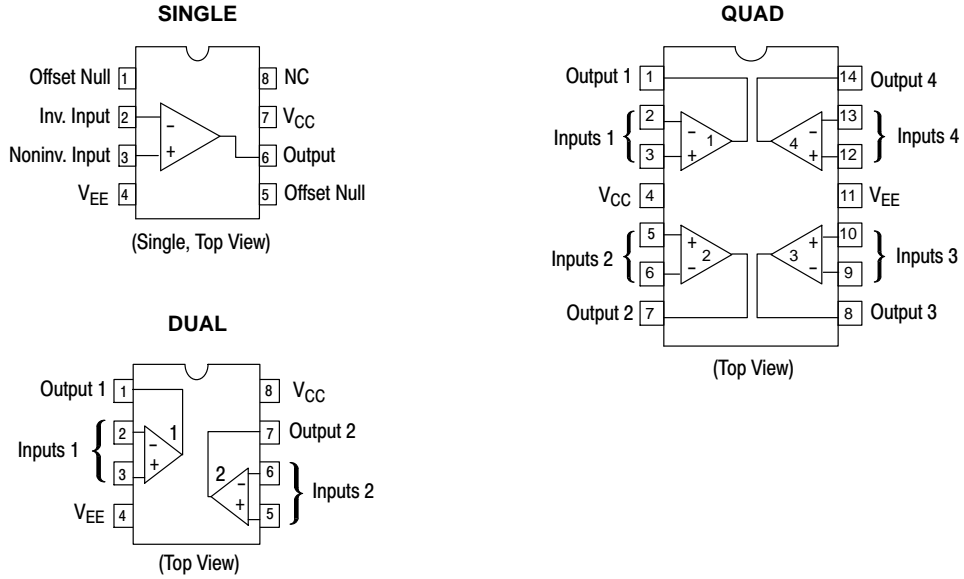 SINGLE
Offset Null 1 8 NC
Inv. Input 2 7 VCC
−
Noninv. Input 3 + 6 Output
VEE 4 5 Offset Null
(Single, Top View)
DUAL
Output 1 1 8 VCC
Inputs 1 { 2 − 1 7 Output 2
3 + 2 − 6 } Inputs 2
VEE 4 + 5
(Top View)
QUAD
Output 1 1 14 Output 4
Inputs 1 { 2 − 1 − 13 } Inputs 4
3 + 4 + 12
VCC 4 11 VEE
Inputs 2 { 5 + 2 + 10 } Inputs 3
6 − 3 − 9
Output 2 7 8 Output 3
(Top View)